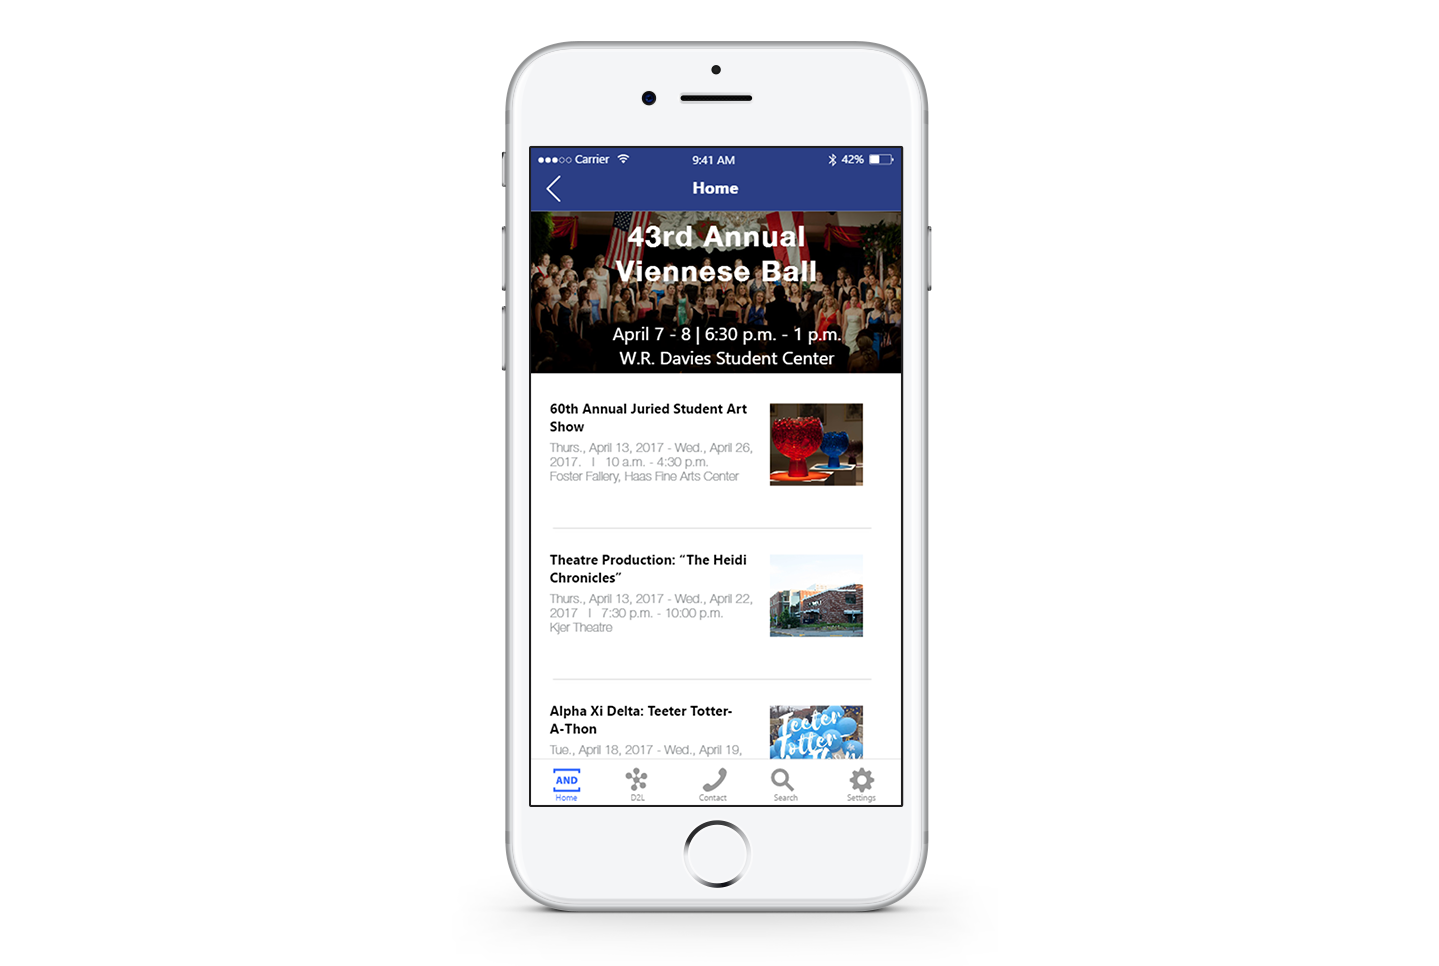 Carrier 9:41 AM 42%
Home
43rd Annual
Viennese Ball
April 7 - 8 | 6:30 p.m. - 1 p.m.
W.R. Davies Student Center
60th Annual Juried Student Art
Show
Thurs., April 13, 2017 - Wed., April 26,
2017. I 10 a.m. - 4:30 p.m.
Foster Fallery, Haas Fine Arts Center
Theatre Production: “The Heidi
Chronicles”
Thurs., April 13, 2017 - Wed., April 22,
2017 I 7:30 p.m. - 10:00 p.m.
Kjer Theatre
Alpha Xi Delta: Teeter Totter-
A-Thon
Tue., April 18, 2017 - Wed., April 19,
Teeter
Totter
AND
Home D2L Contact Search Settings